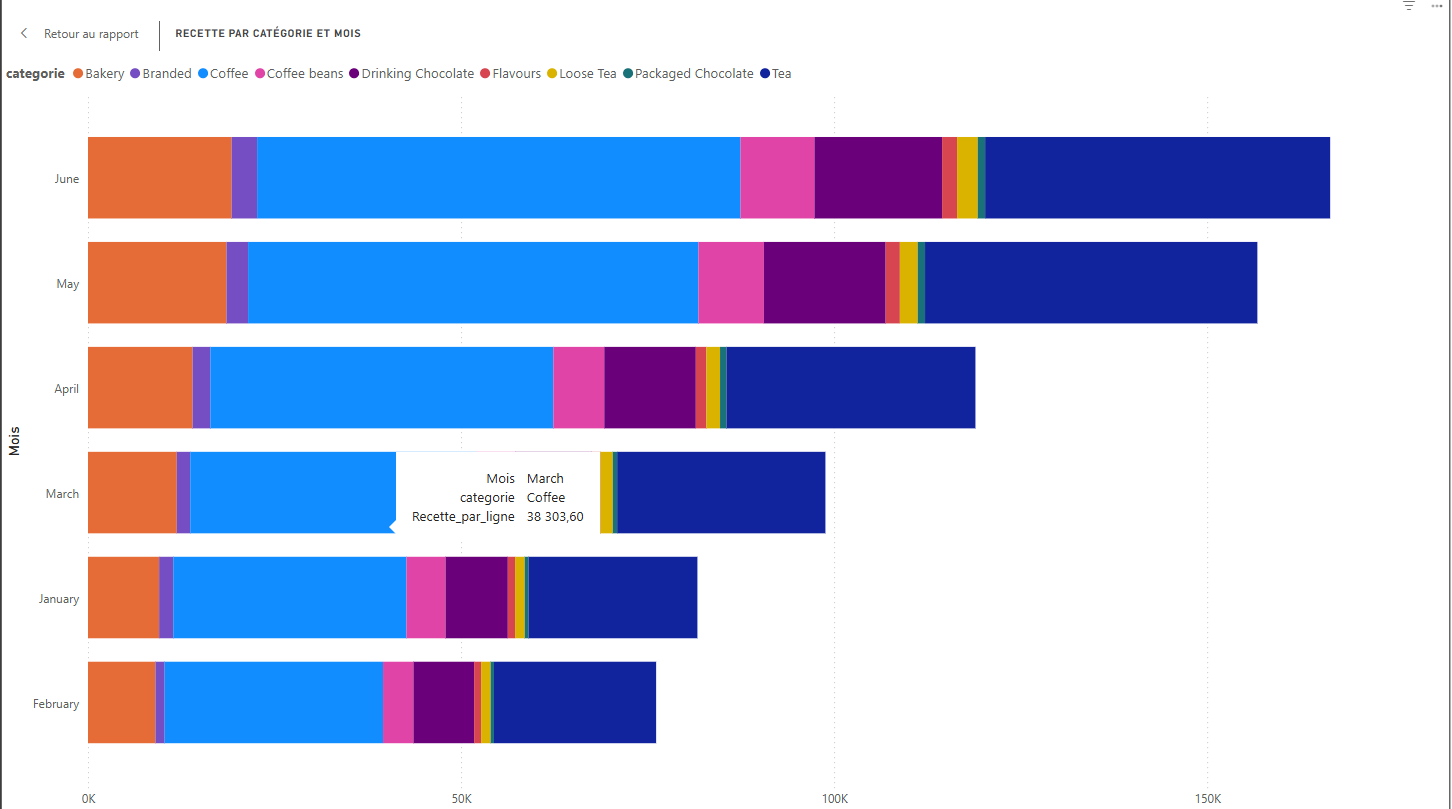 Retour au rapport
RECETTE PAR CATÉGORIE ET MOIS
categorie Bakery Branded Coffee Coffee beans Drinking Chocolate Flavours Loose Tea Packaged Chocolate Tea
June
May
April
Mois
March
Mois March
categorie Coffee
Recette_par_ligne 38 303,60
January
February
0K 50K 100K 150K